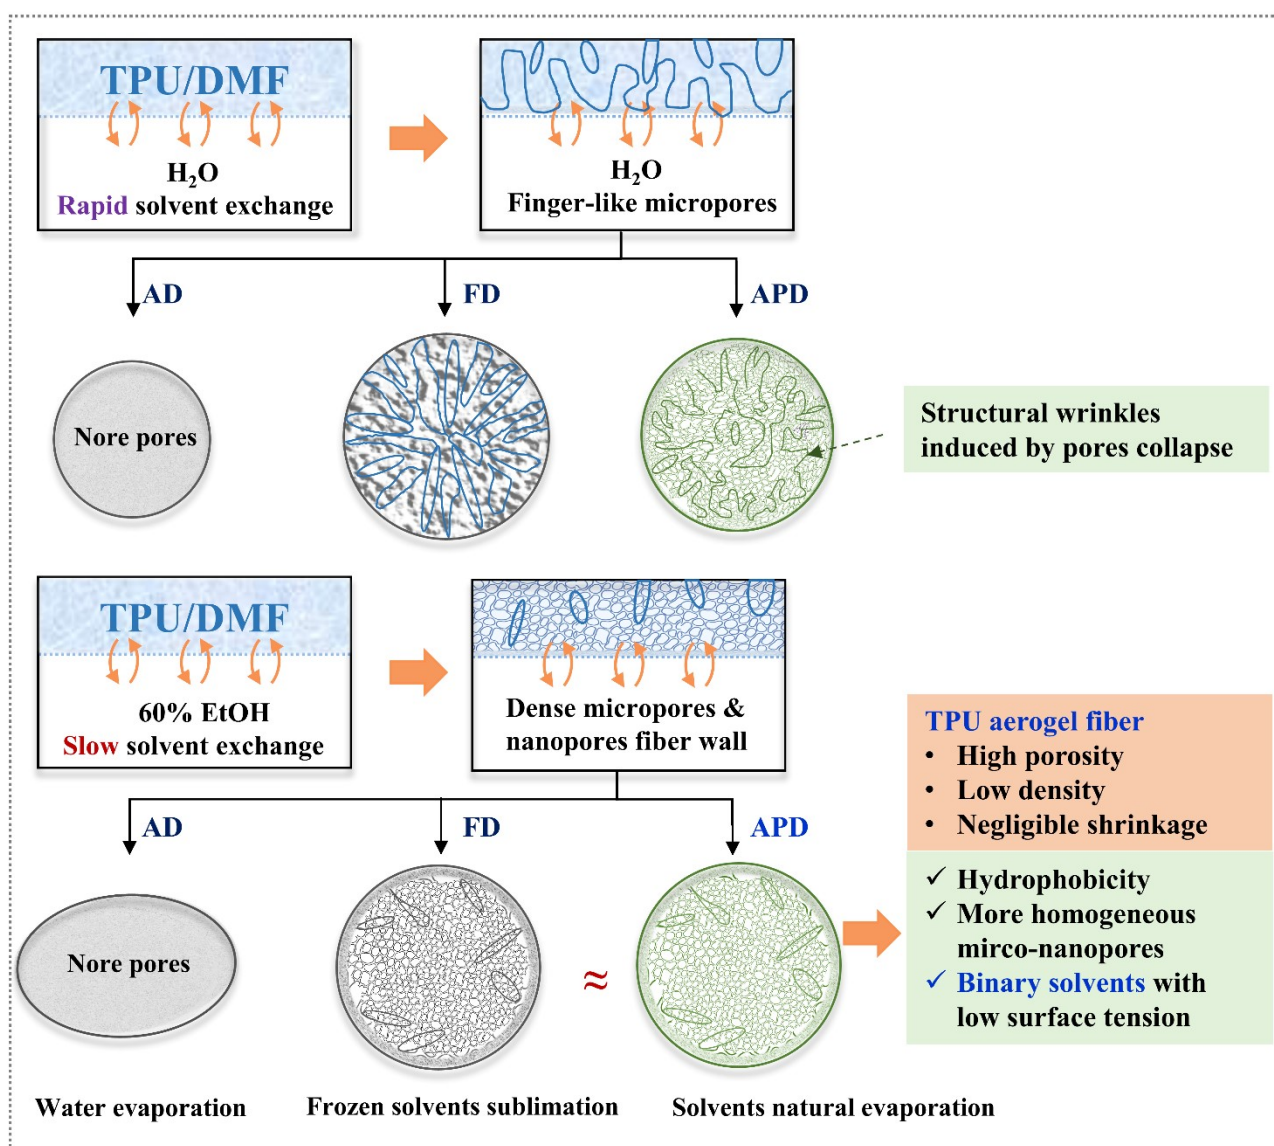 TPU/DMF
H₂O
Rapid solvent exchange
H₂O
Finger-like micropores
AD
FD
APD
Nore pores
Structural wrinkles
induced by pores collapse
TPU/DMF
60% EtOH
Slow solvent exchange
Dense micropores &
nanopores fiber wall
AD
FD
APD
Nore pores
≈
TPU aerogel fiber
• High porosity
• Low density
• Negligible shrinkage
✓ Hydrophobicity
✓ More homogeneous
mirco-nanopores
✓ Binary solvents with
low surface tension
Water evaporation
Frozen solvents sublimation
Solvents natural evaporation